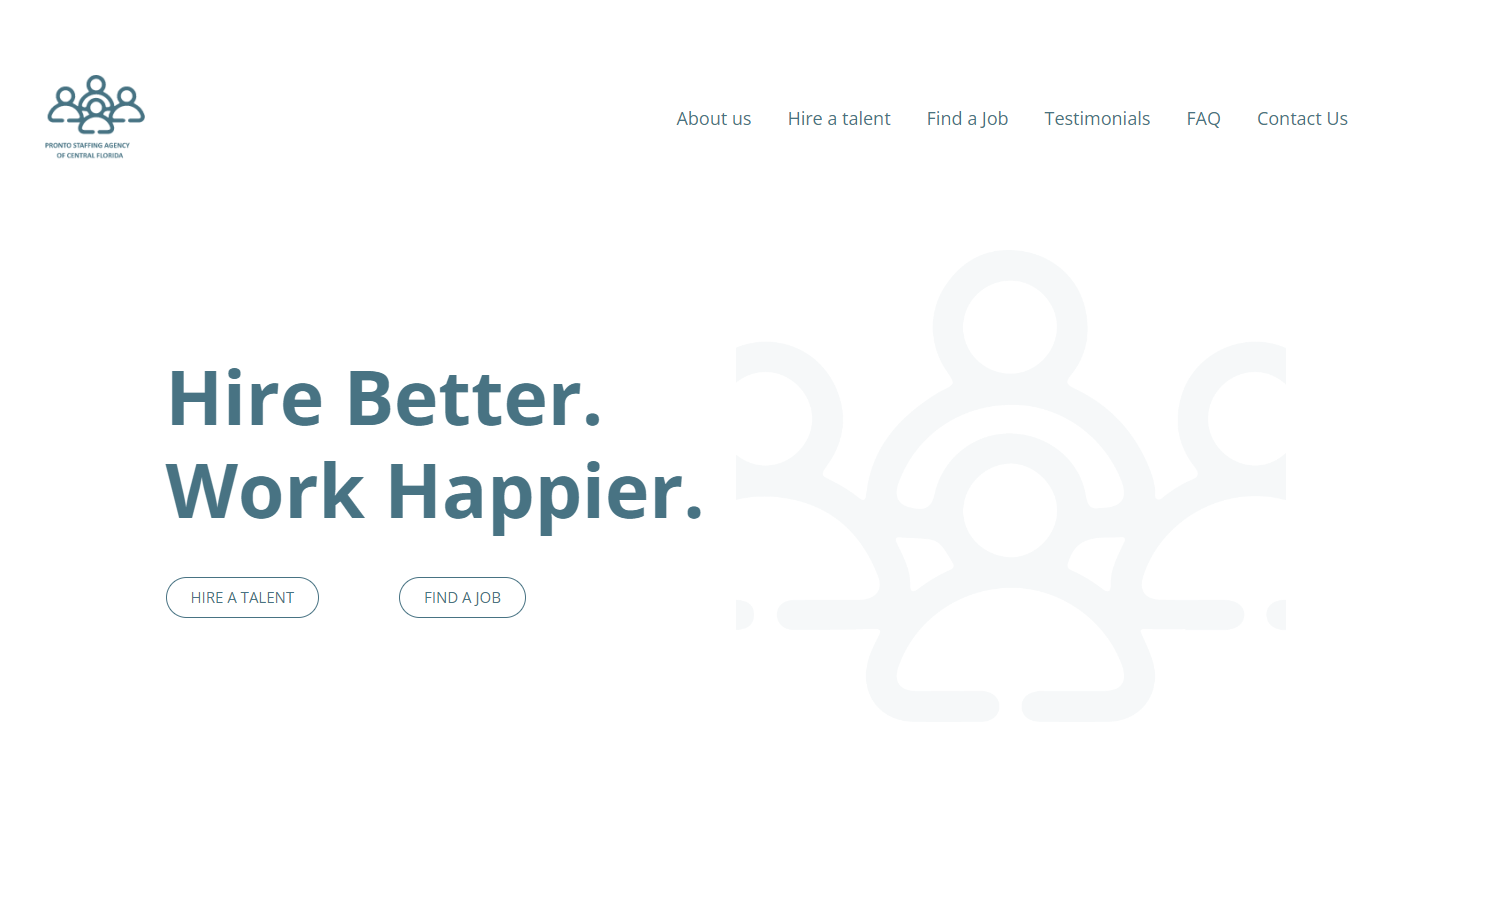 PRONTO STAFFING AGENCY
OF CENTRAL FLORIDA
About us
Hire a talent
Find a Job
Testimonials
FAQ
Contact Us
Hire Better.
Work Happier.
HIRE A TALENT
FIND A JOB